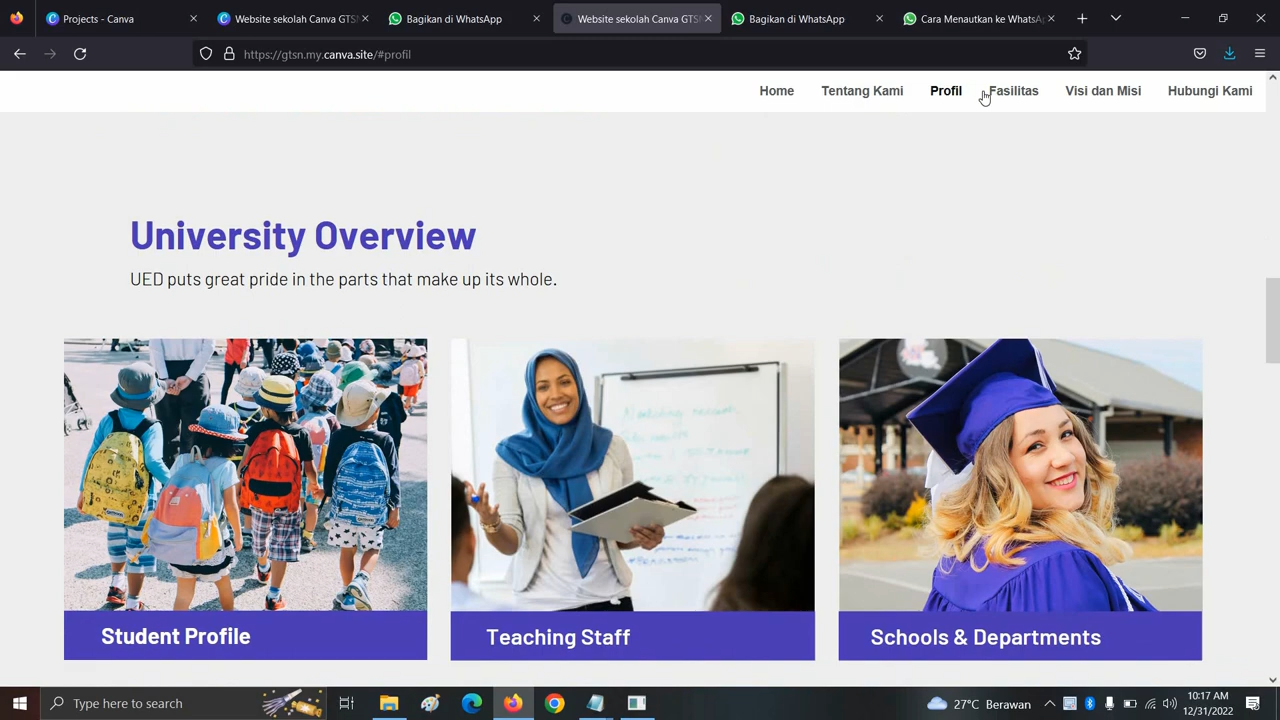 Projects - Canva
Website sekolah Canva GTS
Bagikan di WhatsApp
Website sekolah Canva GTS
Bagikan di WhatsApp
Cara Menautkan ke WhatsA
https://gtsn.my.canva.site/#profil
Home Tentang Kami Profil Fasilitas Visi dan Misi Hubungi Kami
University Overview
UED puts great pride in the parts that make up its whole.
Student Profile
Teaching Staff
Schools & Departments
Type here to search
27°C Berawan
10:17 AM
12/31/2022